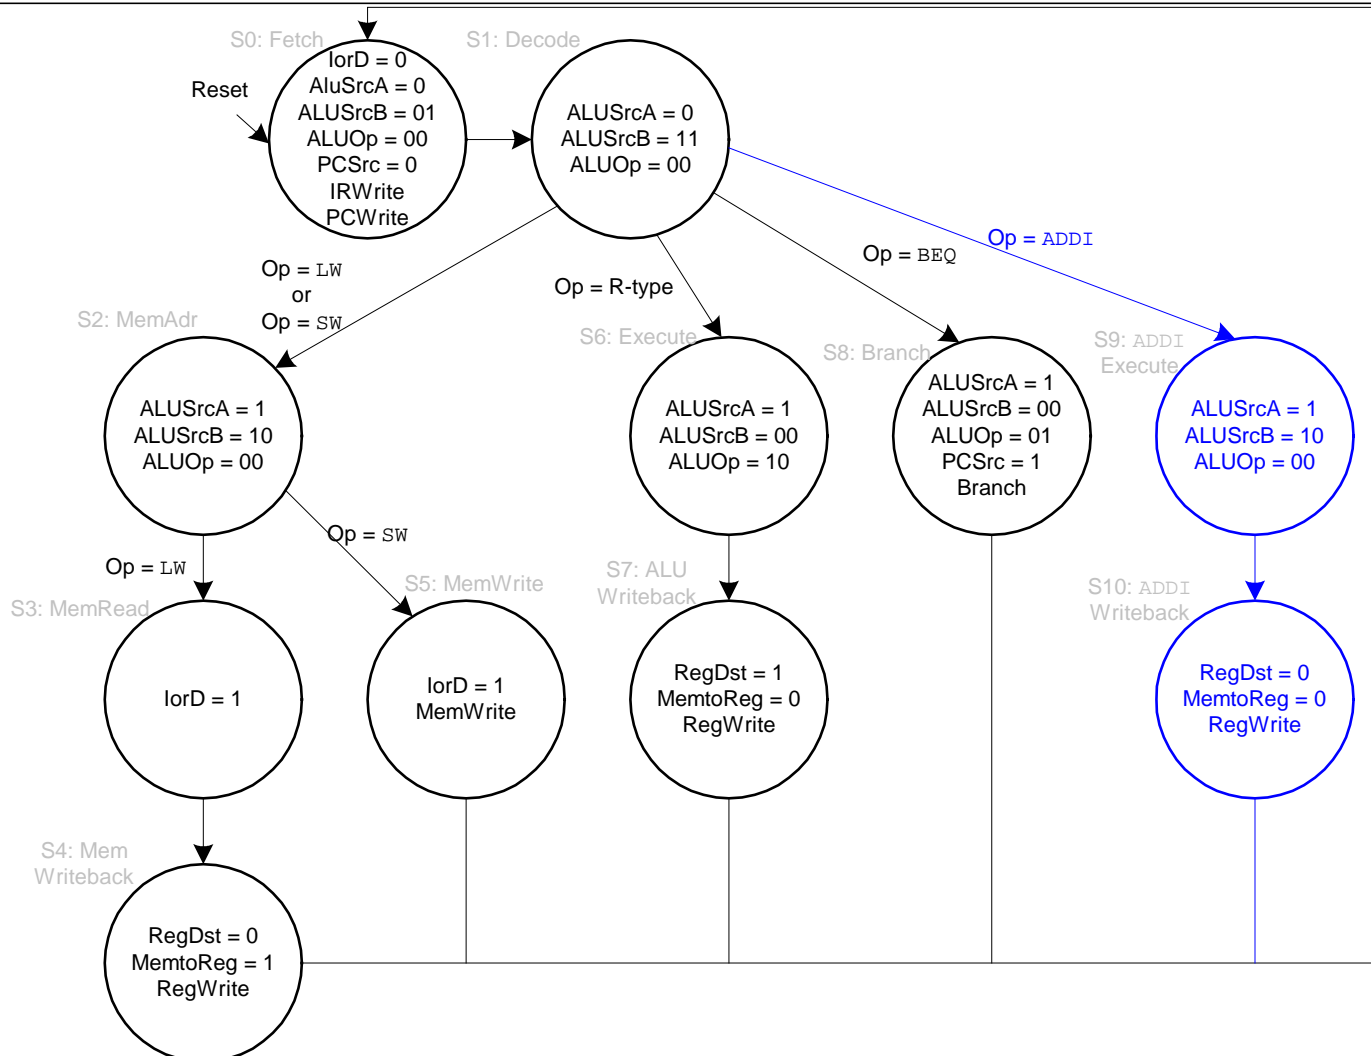 S0: Fetch
IorD = 0
AluSrcA = 0
ALUSrcB = 01
ALUOp = 00
PCSrc = 0
IRWrite
PCWrite
Reset
S1: Decode
ALUSrcA = 0
ALUSrcB = 11
ALUOp = 00
Op = LW
or
Op = SW
Op = R-type
Op = BEQ
Op = ADDI
S2: MemAdr
ALUSrcA = 1
ALUSrcB = 10
ALUOp = 00
S6: Execute
ALUSrcA = 1
ALUSrcB = 00
ALUOp = 10
S8: Branch
ALUSrcA = 1
ALUSrcB = 00
ALUOp = 01
PCSrc = 1
Branch
S9: ADDI
Execute
ALUSrcA = 1
ALUSrcB = 10
ALUOp = 00
Op = LW
Op = SW
S3: MemRead
IorD = 1
S5: MemWrite
IorD = 1
MemWrite
S7: ALU
Writeback
RegDst = 1
MemtoReg = 0
RegWrite
S10: ADDI
Writeback
RegDst = 0
MemtoReg = 0
RegWrite
S4: Mem
Writeback
RegDst = 0
MemtoReg = 1
RegWrite